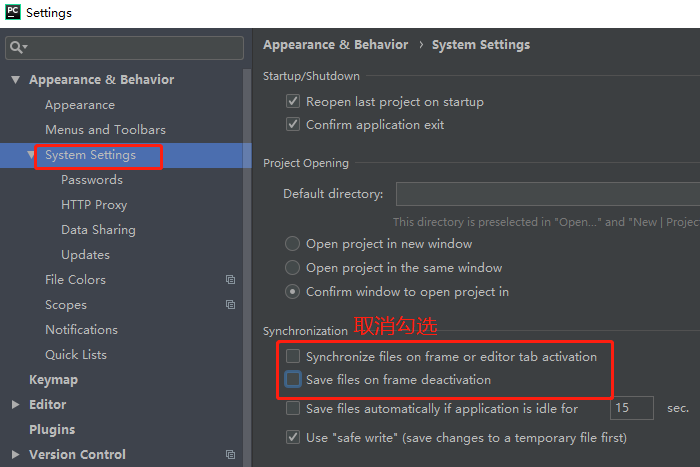 PC Settings
Appearance & Behavior
Appearance
Menus and Toolbars
System Settings
Passwords
HTTP Proxy
Data Sharing
Updates
File Colors
Scopes
Notifications
Quick Lists
Keymap
Editor
Plugins
Version Control
Appearance & Behavior › System Settings
Startup/Shutdown
Reopen last project on startup
Confirm application exit
Project Opening
Default directory:
This directory is preselected in "Open..." and "New | Projec
Open project in new window
Open project in the same window
Confirm window to open project in
Synchronization 取消勾选
Synchronize files on frame or editor tab activation
Save files on frame deactivation
Save files automatically if application is idle for 15 sec.
Use "safe write" (save changes to a temporary file first)